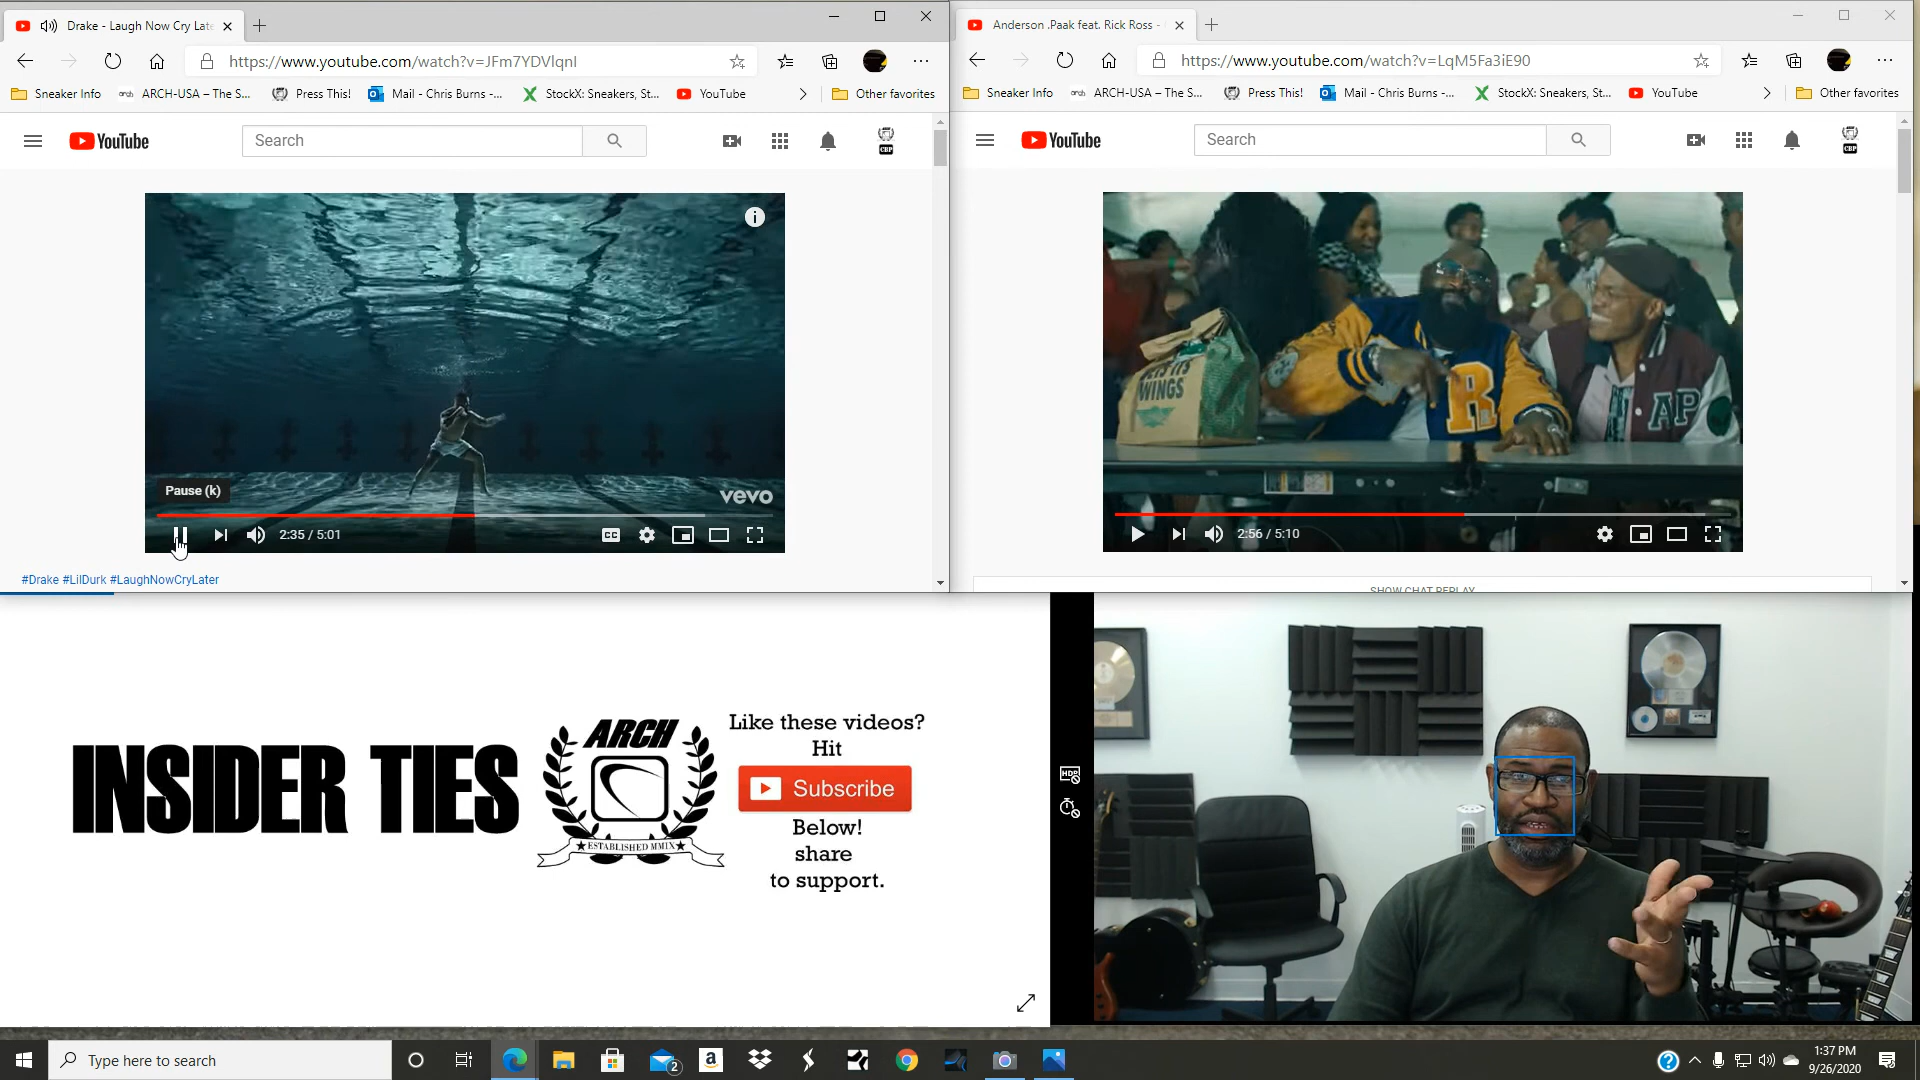 Drake - Laugh Now Cry Late
https://www.youtube.com/watch?v=JFm7YDVlqnI
Sneaker Info
ARCH-USA – The S...
Press This!
Mail - Chris Burns -...
StockX: Sneakers, St...
YouTube
Other favorites
YouTube
Search
CBP
vevo
Pause (k)
2:35 / 5:01
CC
#Drake #LilDurk #LaughNowCryLater
Anderson .Paak feat. Rick Ross -
https://www.youtube.com/watch?v=LqM5Fa3iE90
Sneaker Info
ARCH-USA – The S...
Press This!
Mail - Chris Burns -...
StockX: Sneakers, St...
YouTube
Other favorites
YouTube
Search
CBP
WINGS
R
AP
2:56 / 5:10
SHOW CHAT REPLAY
INSIDER TIES
ARCH
ESTABLISHED MMIX
Like these videos?
Hit
Subscribe
Below!
share
to support.
HDR
Type here to search
2
a
1:37 PM
9/26/2020